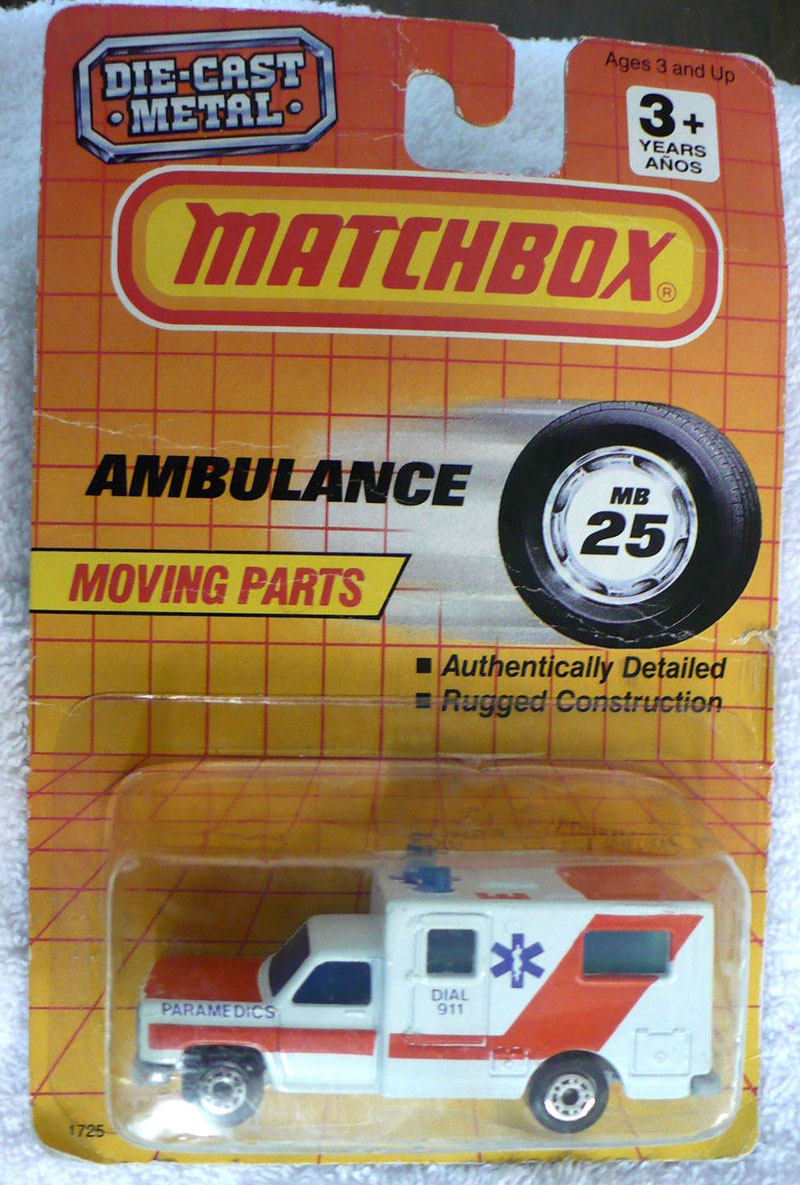 DIE-CAST
• METAL •
Ages 3 and Up
3+
YEARS
AÑOS
MATCHBOX®
AMBULANCE
MB
25
MOVING PARTS
■ Authentically Detailed
■ Rugged Construction
PARAMEDICS
DIAL
911
1725